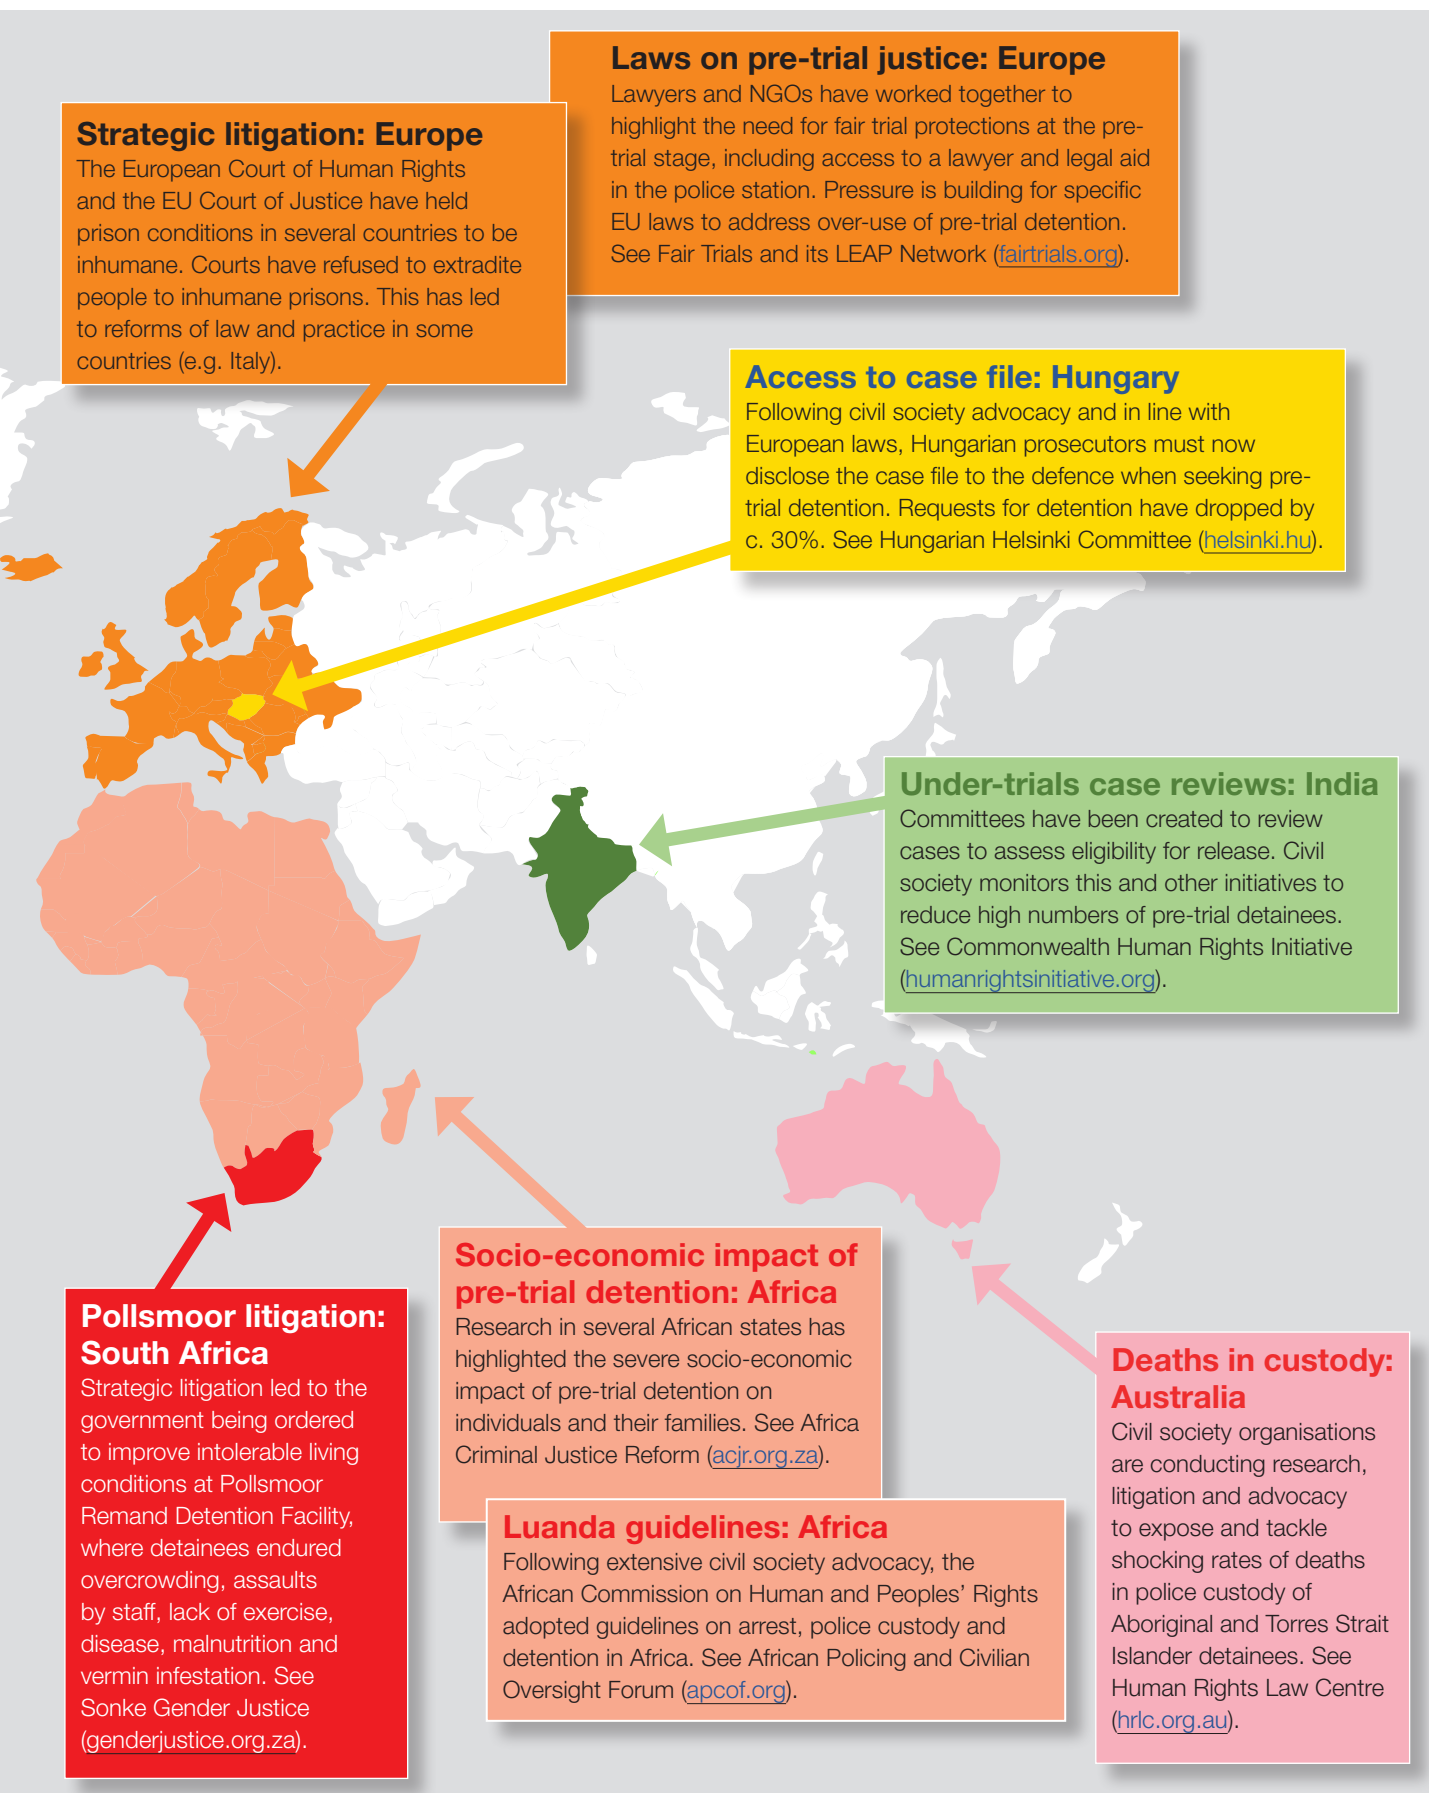 Laws on pre-trial justice: Europe
Lawyers and NGOs have worked together to
highlight the need for fair trial protections at the pre-
trial stage, including access to a lawyer and legal aid
in the police station. Pressure is building for specific
EU laws to address over-use of pre-trial detention.
See Fair Trials and its LEAP Network (fairtrials.org).
Strategic litigation: Europe
The European Court of Human Rights
and the EU Court of Justice have held
prison conditions in several countries to be
inhumane. Courts have refused to extradite
people to inhumane prisons. This has led
to reforms of law and practice in some
countries (e.g. Italy).
Access to case file: Hungary
Following civil society advocacy and in line with
European laws, Hungarian prosecutors must now
disclose the case file to the defence when seeking pre-
trial detention. Requests for detention have dropped by
c. 30%. See Hungarian Helsinki Committee (helsinki.hu).
Under-trials case reviews: India
Committees have been created to review
cases to assess eligibility for release. Civil
society monitors this and other initiatives to
reduce high numbers of pre-trial detainees.
See Commonwealth Human Rights Initiative
(humanrightsinitiative.org).
Socio-economic impact of
pre-trial detention: Africa
Research in several African states has
highlighted the severe socio-economic
impact of pre-trial detention on
individuals and their families. See Africa
Criminal Justice Reform (acjr.org.za).
Pollsmoor litigation:
South Africa
Strategic litigation led to the
government being ordered
to improve intolerable living
conditions at Pollsmoor
Remand Detention Facility,
where detainees endured
overcrowding, assaults
by staff, lack of exercise,
disease, malnutrition and
vermin infestation. See
Sonke Gender Justice
(genderjustice.org.za).
Luanda guidelines: Africa
Following extensive civil society advocacy, the
African Commission on Human and Peoples' Rights
adopted guidelines on arrest, police custody and
detention in Africa. See African Policing and Civilian
Oversight Forum (apcof.org).
Deaths in custody:
Australia
Civil society organisations
are conducting research,
litigation and advocacy
to expose and tackle
shocking rates of deaths
in police custody of
Aboriginal and Torres Strait
Islander detainees. See
Human Rights Law Centre
(hrlc.org.au).